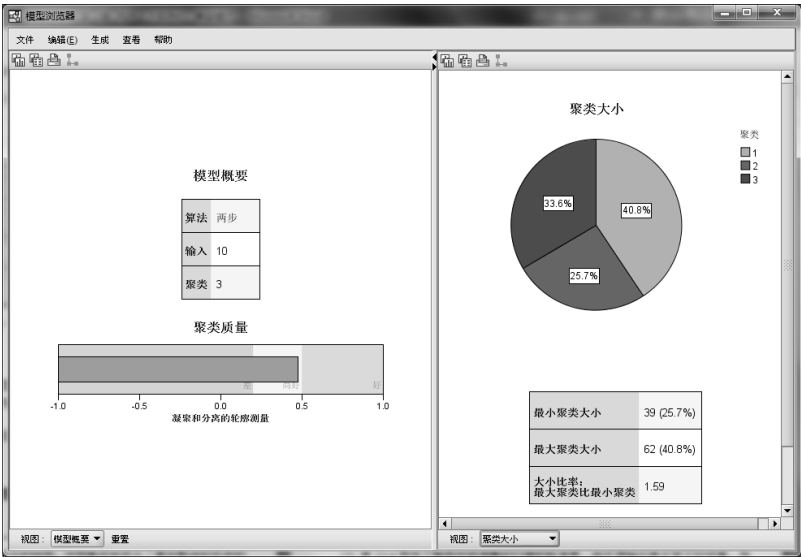 模型浏览器
文件 编辑(E) 生成 查看 帮助
模型概要
算法 两步
输入 10
聚类 3
聚类质量
差 尚好 好
-1.0 -0.5 0.0 0.5 1.0
凝聚和分离的轮廓测量
视图： 模型概要 重置
聚类大小
聚类
1
2
3
33.6%
40.8%
25.7%
最小聚类大小 39 (25.7%)
最大聚类大小 62 (40.8%)
大小比率：
最大聚类比最小聚类 1.59
视图： 聚类大小